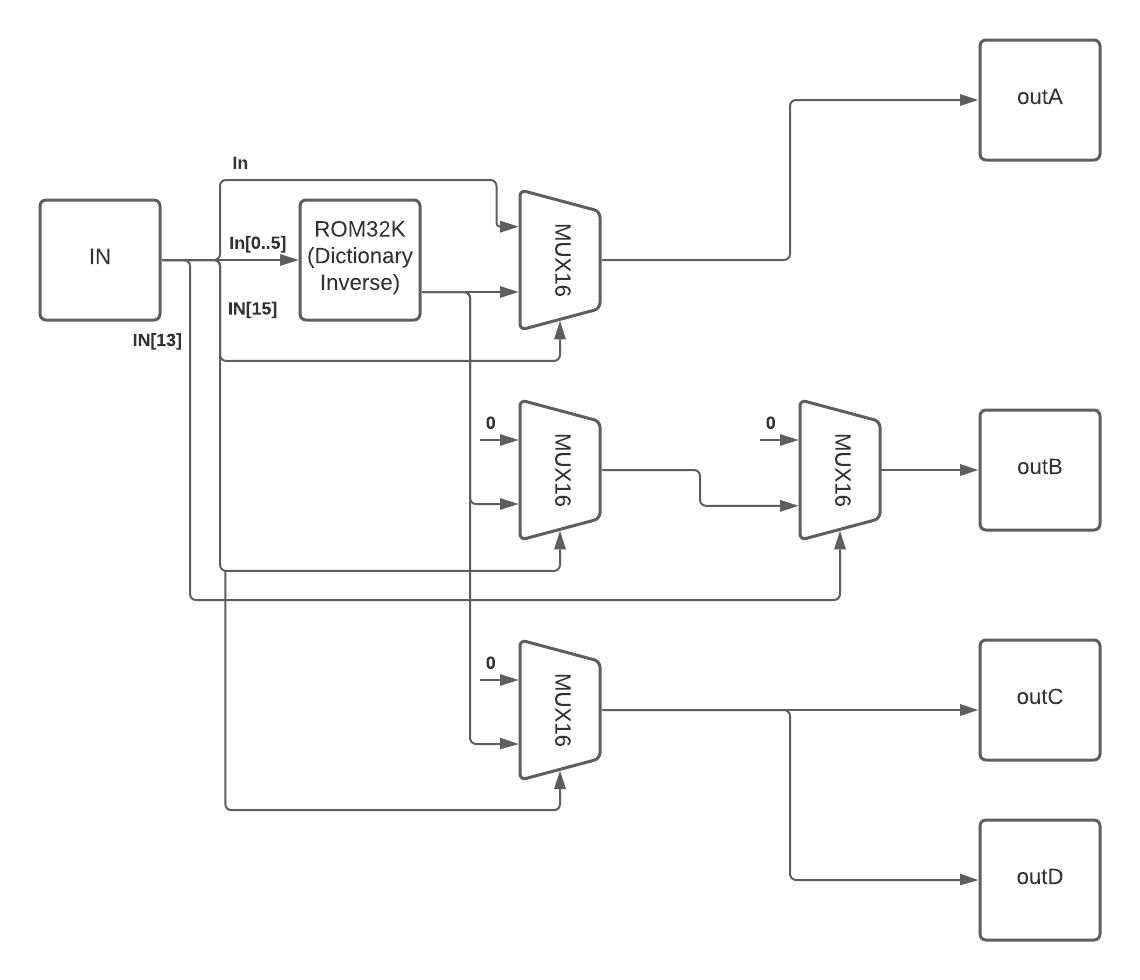 outA
In
IN
In[0..5]
ROM32K
(Dictionary
Inverse)
MUX16
IN[15]
IN[13]
0
MUX16
0
MUX16
outB
0
MUX16
outC
outD